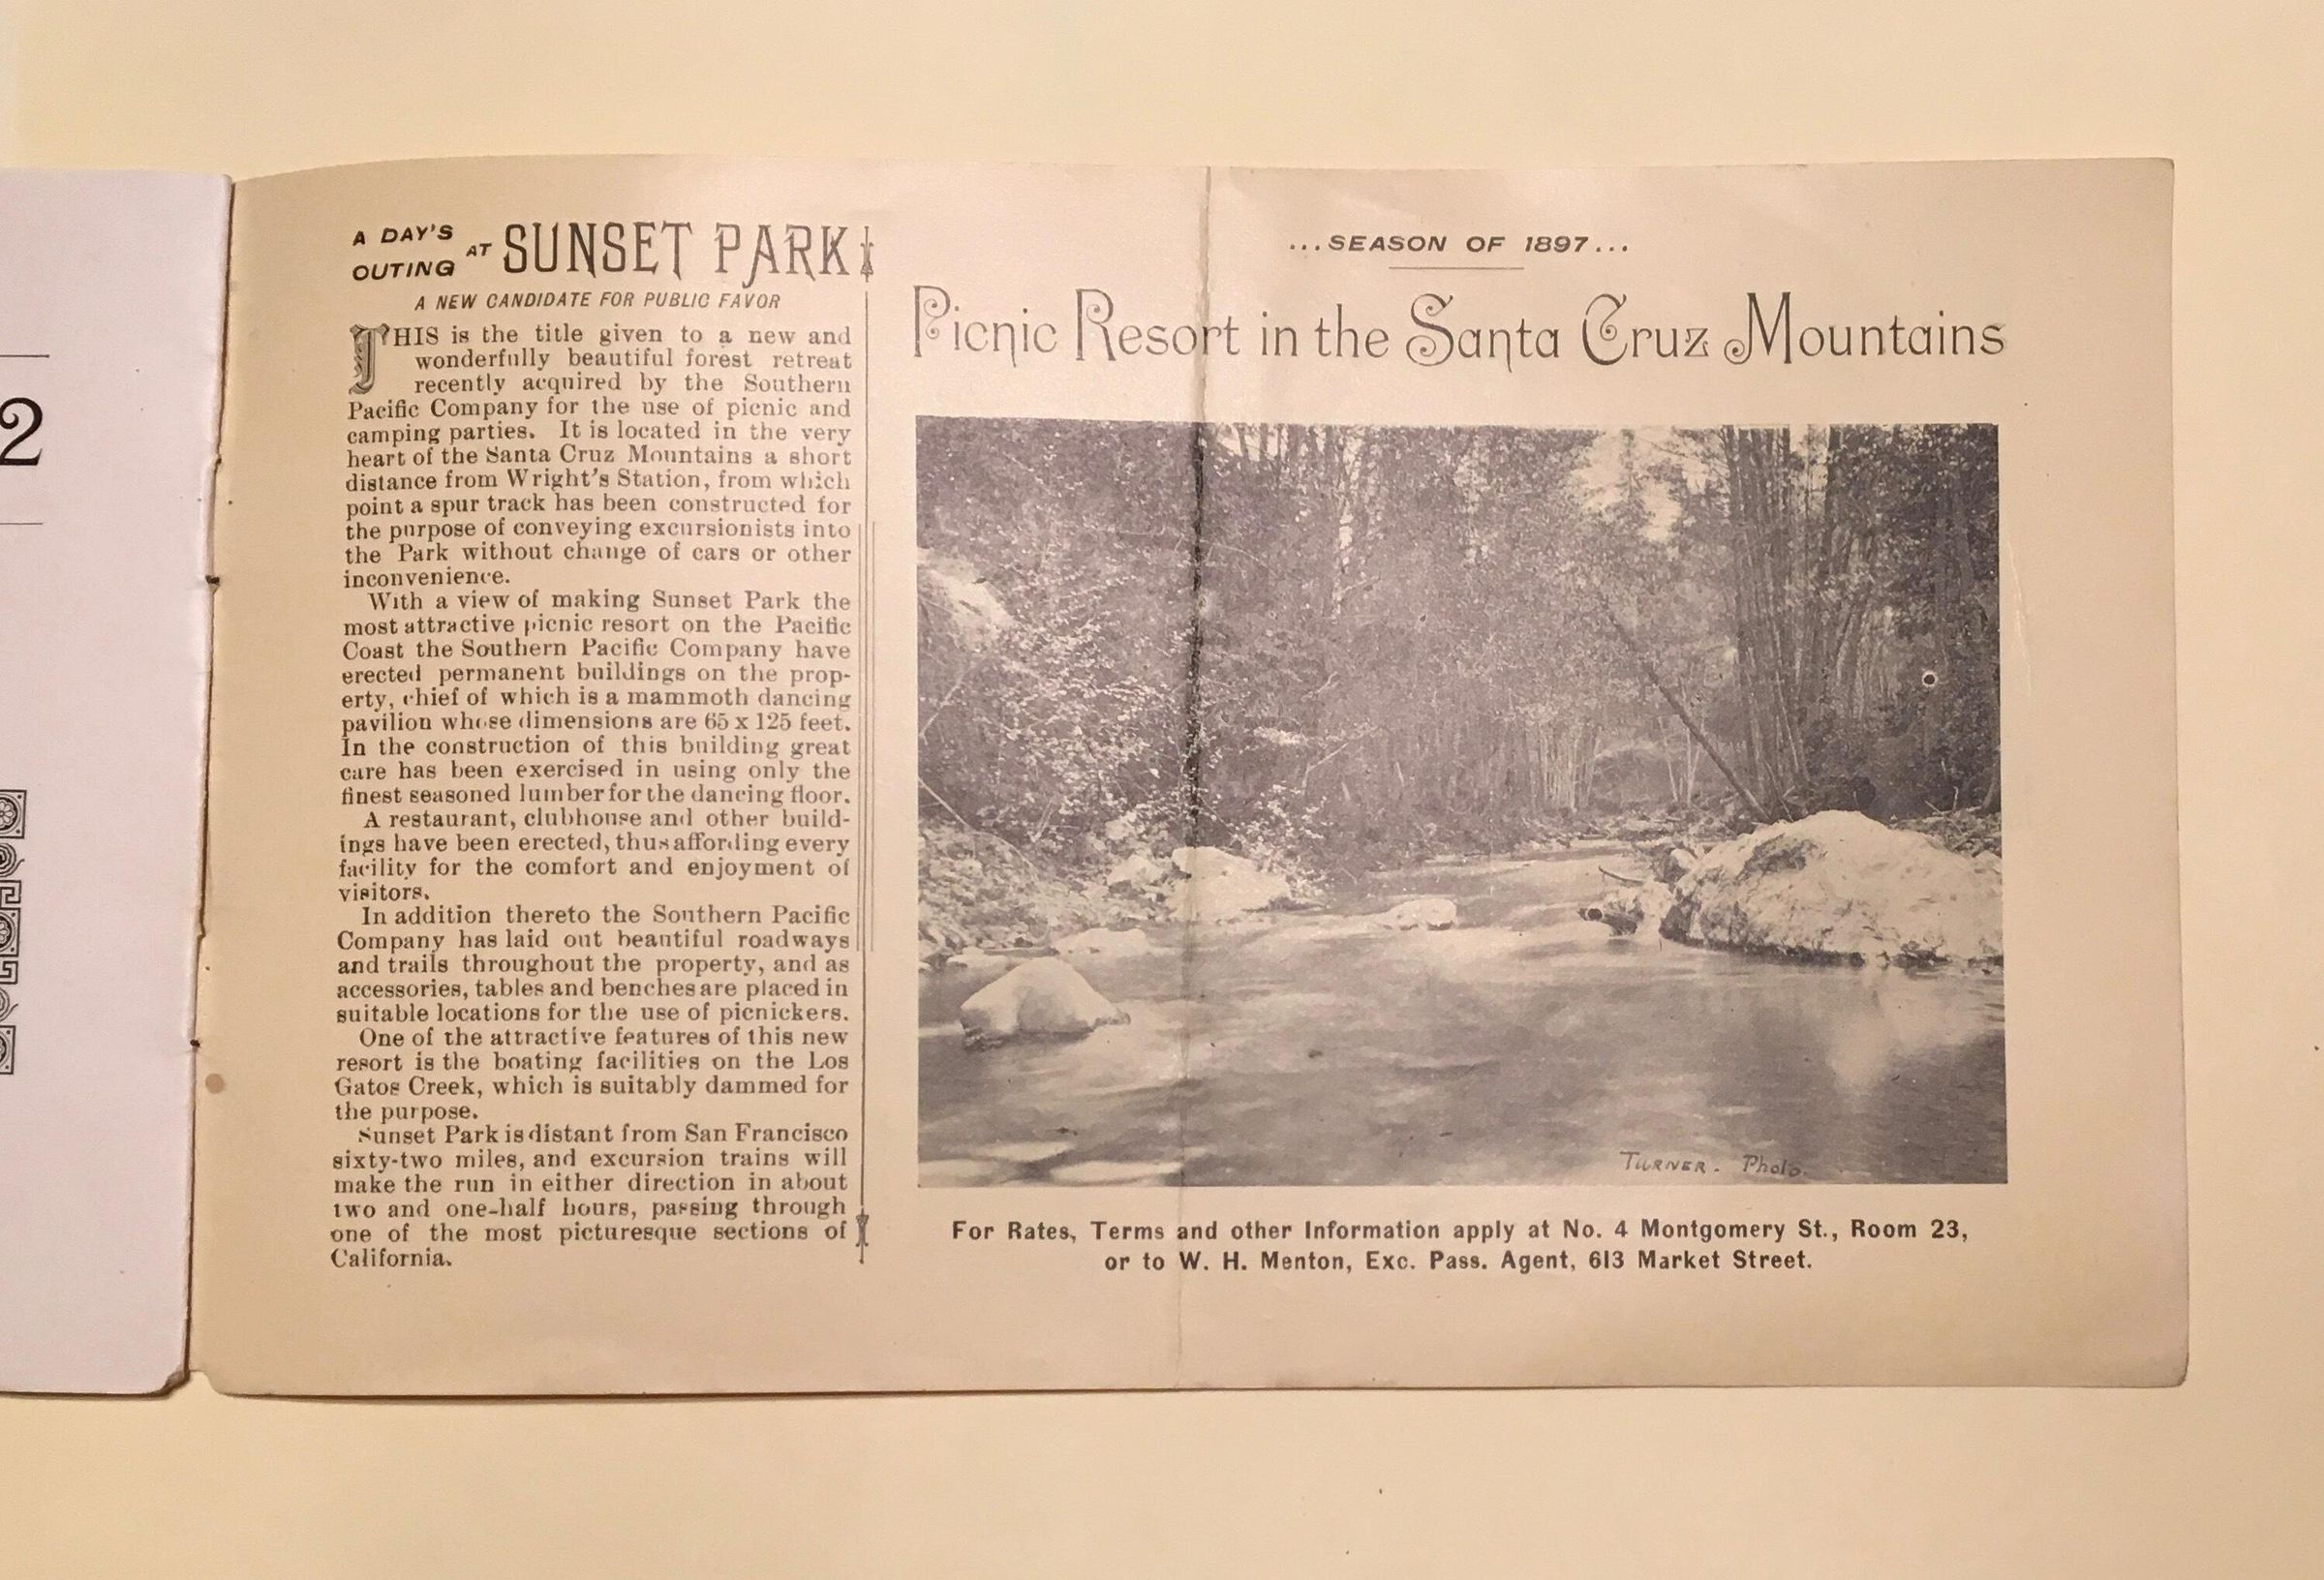 2
A DAY'S
OUTING
AT SUNSET PARK
A NEW CANDIDATE FOR PUBLIC FAVOR
THIS is the title given to a new and
wonderfully beautiful forest retreat
recently acquired by the Southern
Pacific Company for the use of picnic and
camping parties. It is located in the very
heart of the Santa Cruz Mountains a short
distance from Wright's Station, from which
point a spur track has been constructed for
the purpose of conveying excursionists into
the Park without change of cars or other
inconvenience.
With a view of making Sunset Park the
most attractive picnic resort on the Pacific
Coast the Southern Pacific Company have
erected permanent buildings on the prop-
erty, chief of which is a mammoth dancing
pavilion whose dimensions are 65 x 125 feet.
In the construction of this building great
care has been exercised in using only the
finest seasoned lumber for the dancing floor.
A restaurant, clubhouse and other build-
ings have been erected, thus affording every
facility for the comfort and enjoyment of
visitors.
In addition thereto the Southern Pacific
Company has laid out beautiful roadways
and trails throughout the property, and as
accessories, tables and benches are placed in
suitable locations for the use of picnickers.
One of the attractive features of this new
resort is the boating facilities on the Los
Gatos Creek, which is suitably dammed for
the purpose.
Sunset Park is distant from San Francisco
sixty-two miles, and excursion trains will
make the run in either direction in about
two and one-half hours, passing through
one of the most picturesque sections of
California.
...SEASON OF 1897...
Picnic Resort in the Santa Cruz Mountains
TURNER. Photo.
For Rates, Terms and other Information apply at No. 4 Montgomery St., Room 23,
or to W. H. Menton, Exc. Pass. Agent, 613 Market Street.